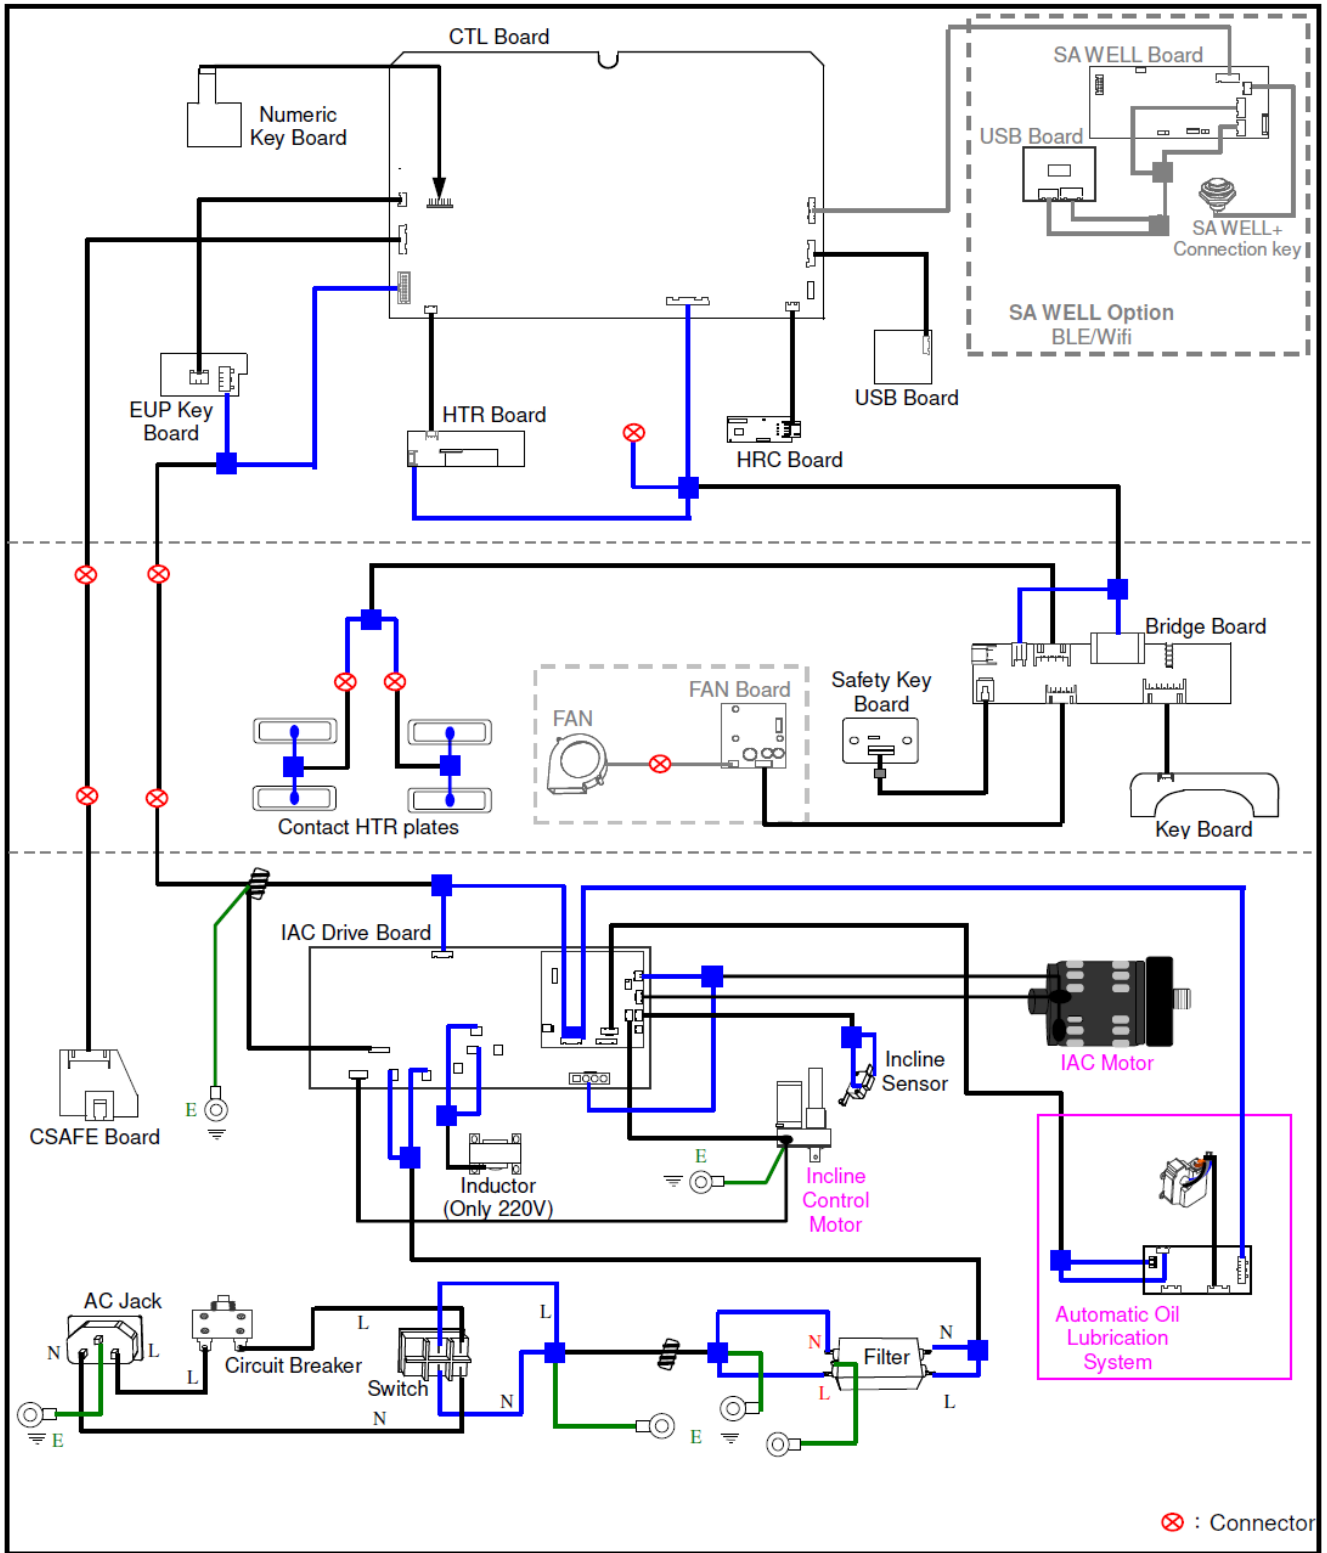 CTL Board
SA WELL Board
Numeric
Key Board
USB Board
SA WELL+
Connection key
SA WELL Option
BLE/Wifi
USB Board
EUP Key
Board
HTR Board
HRC Board
Bridge Board
Safety Key
Board
FAN Board
FAN
Contact HTR plates
Key Board
IAC Drive Board
IAC Motor
Incline
Sensor
E
CSAFE Board
E
Inductor
(Only 220V)
Incline
Control
Motor
AC Jack
L
L
N
L
N
N
L
Circuit Breaker
Filter
Automatic Oil
Lubrication
System
L
Switch
N
L
L
N
E
E
: Connector